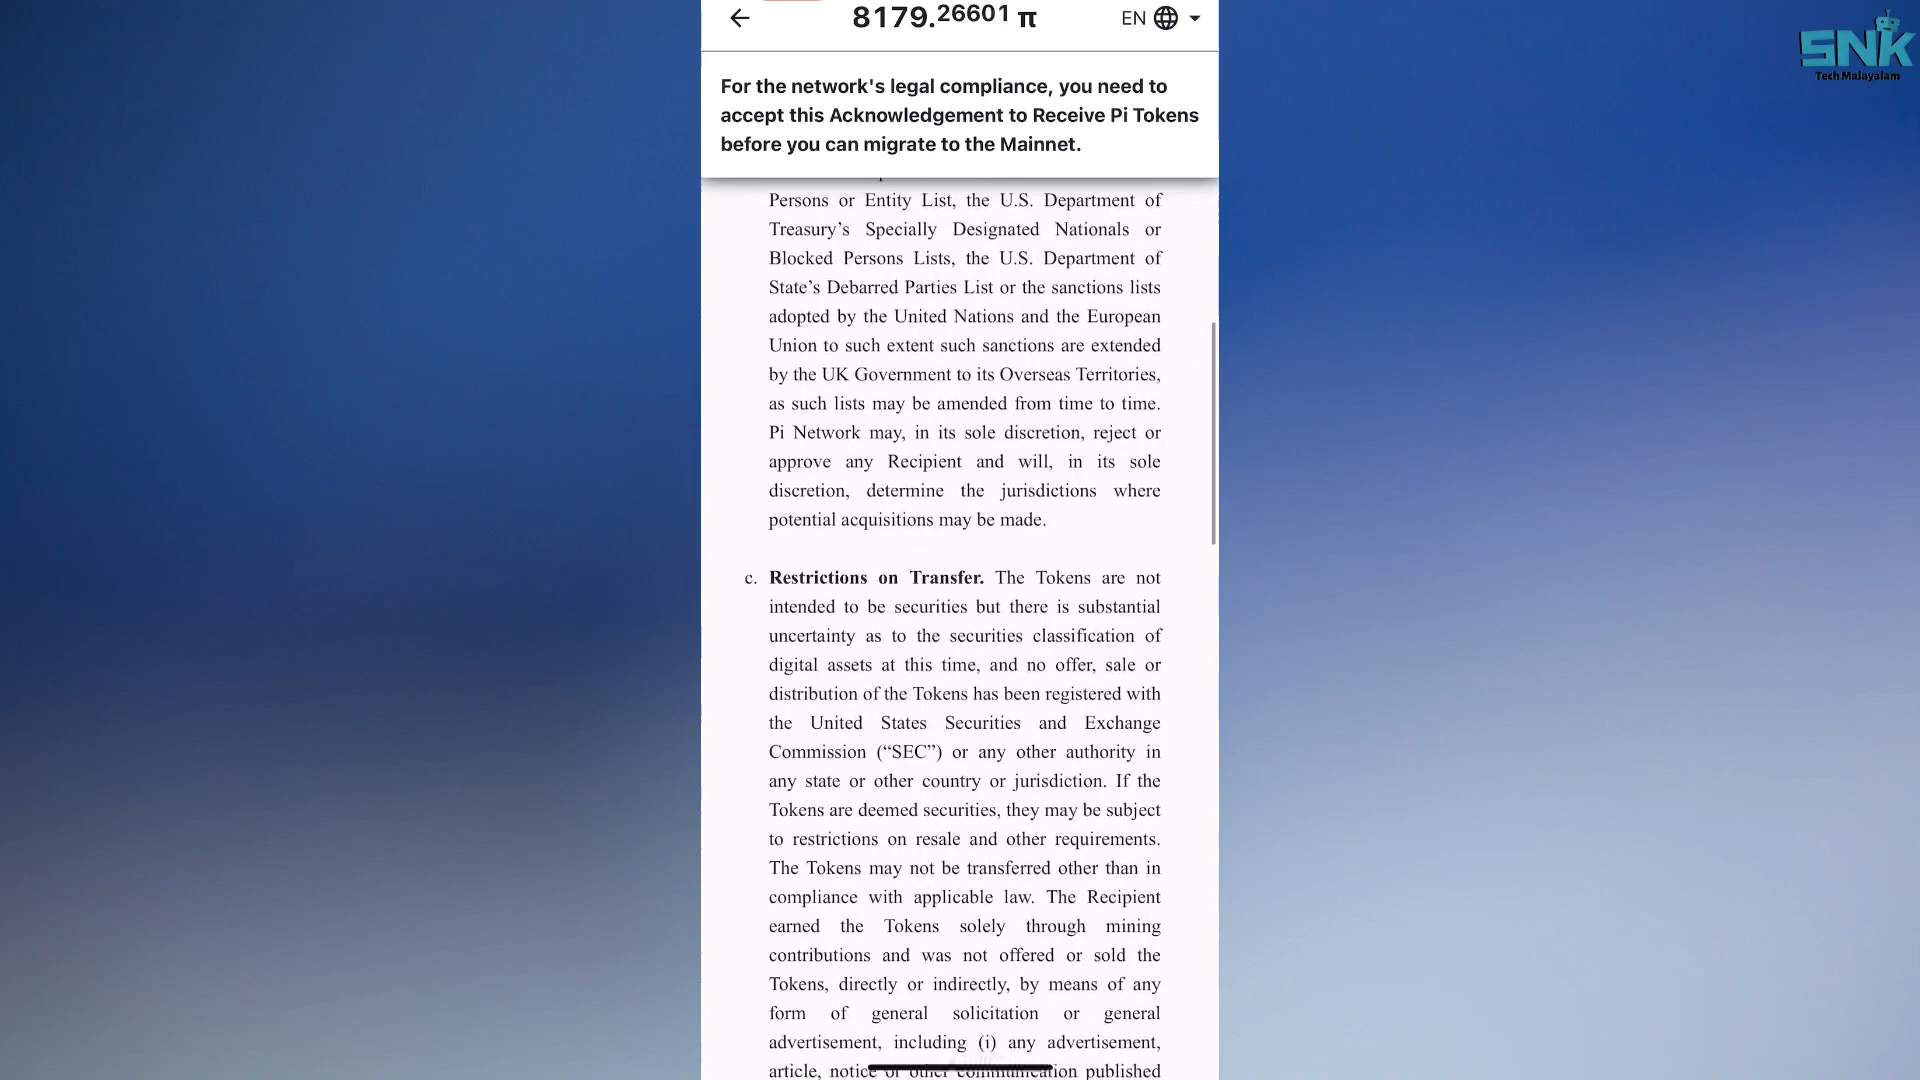 8179.26601 π
EN
SNK
Tech Malayalam
For the network's legal compliance, you need to
accept this Acknowledgement to Receive Pi Tokens
before you can migrate to the Mainnet.
Persons or Entity List, the U.S. Department of
Treasury’s Specially Designated Nationals or
Blocked Persons Lists, the U.S. Department of
State’s Debarred Parties List or the sanctions lists
adopted by the United Nations and the European
Union to such extent such sanctions are extended
by the UK Government to its Overseas Territories,
as such lists may be amended from time to time.
Pi Network may, in its sole discretion, reject or
approve any Recipient and will, in its sole
discretion, determine the jurisdictions where
potential acquisitions may be made.
c. Restrictions on Transfer. The Tokens are not
intended to be securities but there is substantial
uncertainty as to the securities classification of
digital assets at this time, and no offer, sale or
distribution of the Tokens has been registered with
the United States Securities and Exchange
Commission (“SEC”) or any other authority in
any state or other country or jurisdiction. If the
Tokens are deemed securities, they may be subject
to restrictions on resale and other requirements.
The Tokens may not be transferred other than in
compliance with applicable law. The Recipient
earned the Tokens solely through mining
contributions and was not offered or sold the
Tokens, directly or indirectly, by means of any
form of general solicitation or general
advertisement, including (i) any advertisement,
article, notice or other communication published